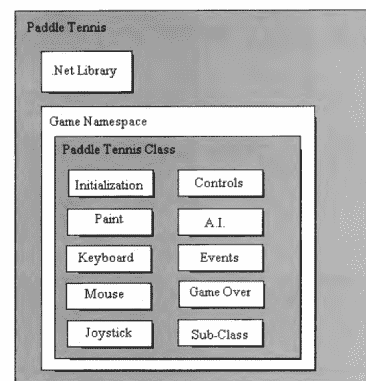 Paddle Tennis
.Net Library
Game Namespace
Paddle Tennis Class
Initialization
Controls
Paint
A.I.
Keyboard
Events
Mouse
Game Over
Joystick
Sub-Class